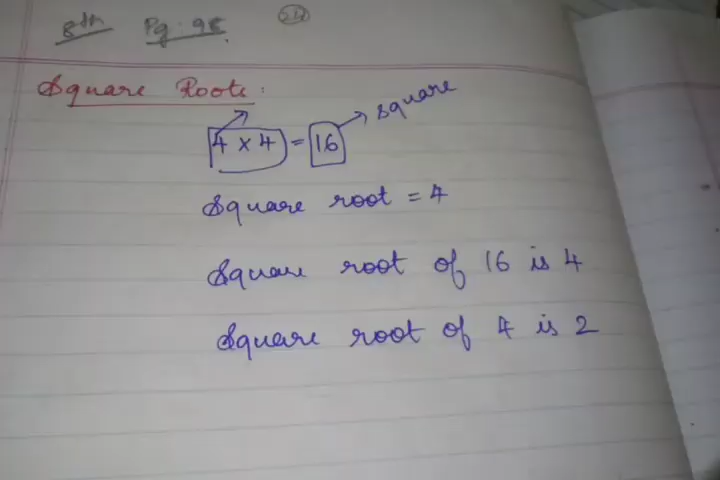 8th Pg. 98
Square Roots:
4 × 4 = 16 → square
Square root = 4
Square root of 16 is 4
Square root of 4 is 2